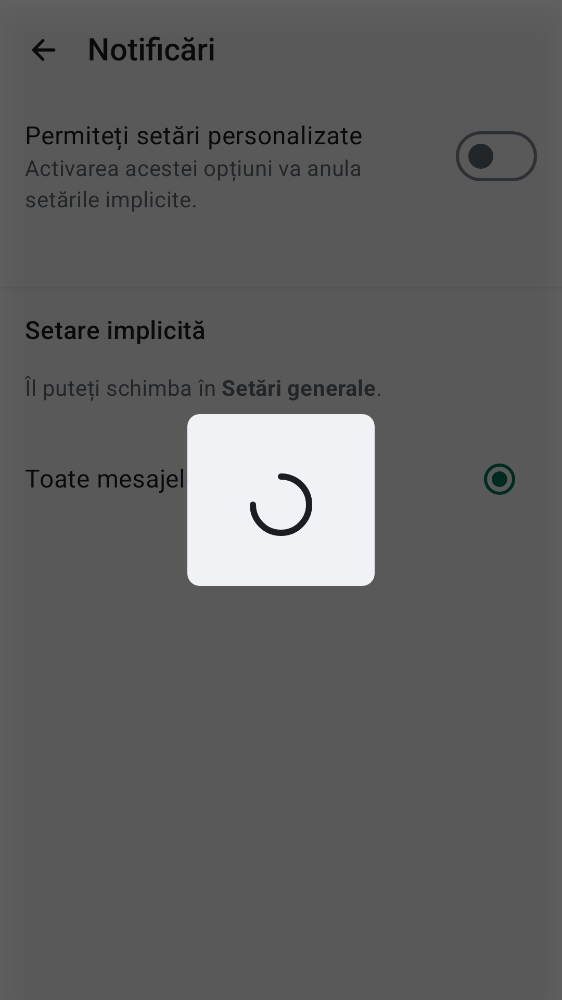 Notificări
Permiteți setări personalizate
Activarea acestei opțiuni va anula
setările implicite.
Setare implicită
Îl puteți schimba în Setări generale.
Toate mesajel